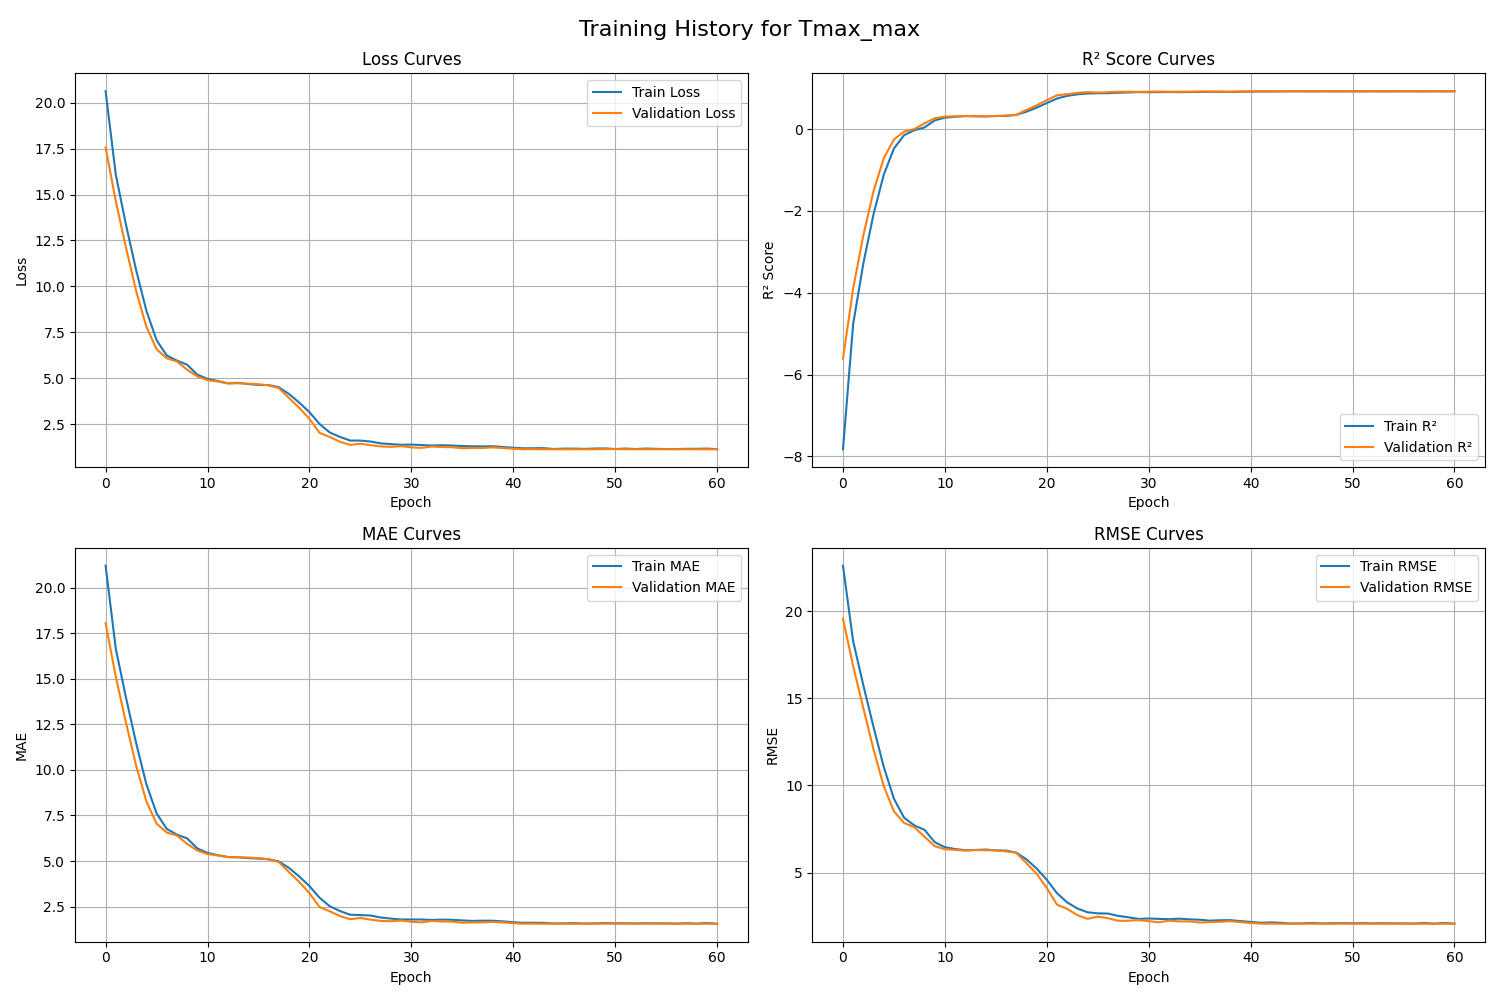 Training History for Tmax_max
Loss Curves
20.0
17.5
15.0
12.5
10.0
7.5
5.0
2.5
Loss
Train Loss
Validation Loss
0 10 20 30 40 50 60
Epoch
R² Score Curves
0
−2
−4
−6
−8
R² Score
Train R²
Validation R²
0 10 20 30 40 50 60
Epoch
MAE Curves
20.0
17.5
15.0
12.5
10.0
7.5
5.0
2.5
MAE
Train MAE
Validation MAE
0 10 20 30 40 50 60
Epoch
RMSE Curves
20
15
10
5
RMSE
Train RMSE
Validation RMSE
0 10 20 30 40 50 60
Epoch